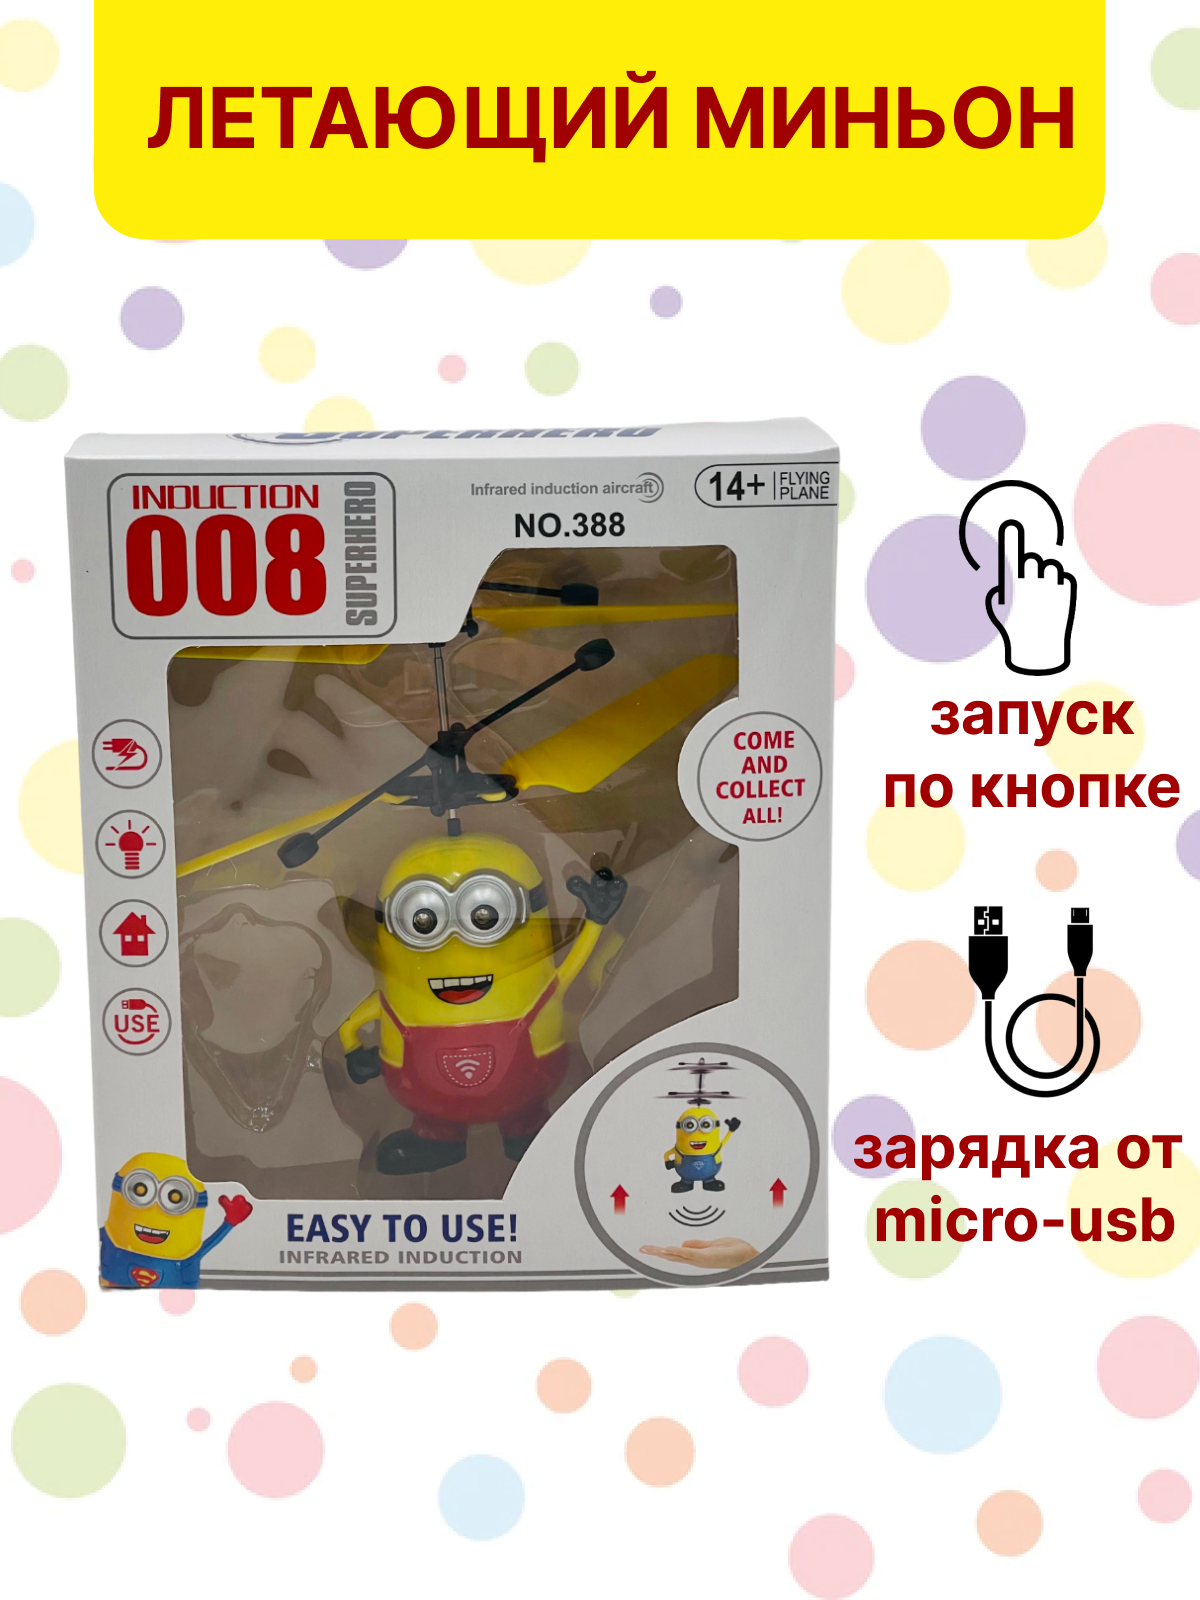 ЛЕТАЮЩИЙ МИНЬОН
SUPERHERO
INDUCTION
008
SUPERHERO
Infrared induction aircraft
NO.388
14+
FLYING
PLANE
COME
AND
COLLECT
ALL!
USE
EASY TO USE!
INFRARED INDUCTION
запуск
по кнопке
зарядка от
micro-usb